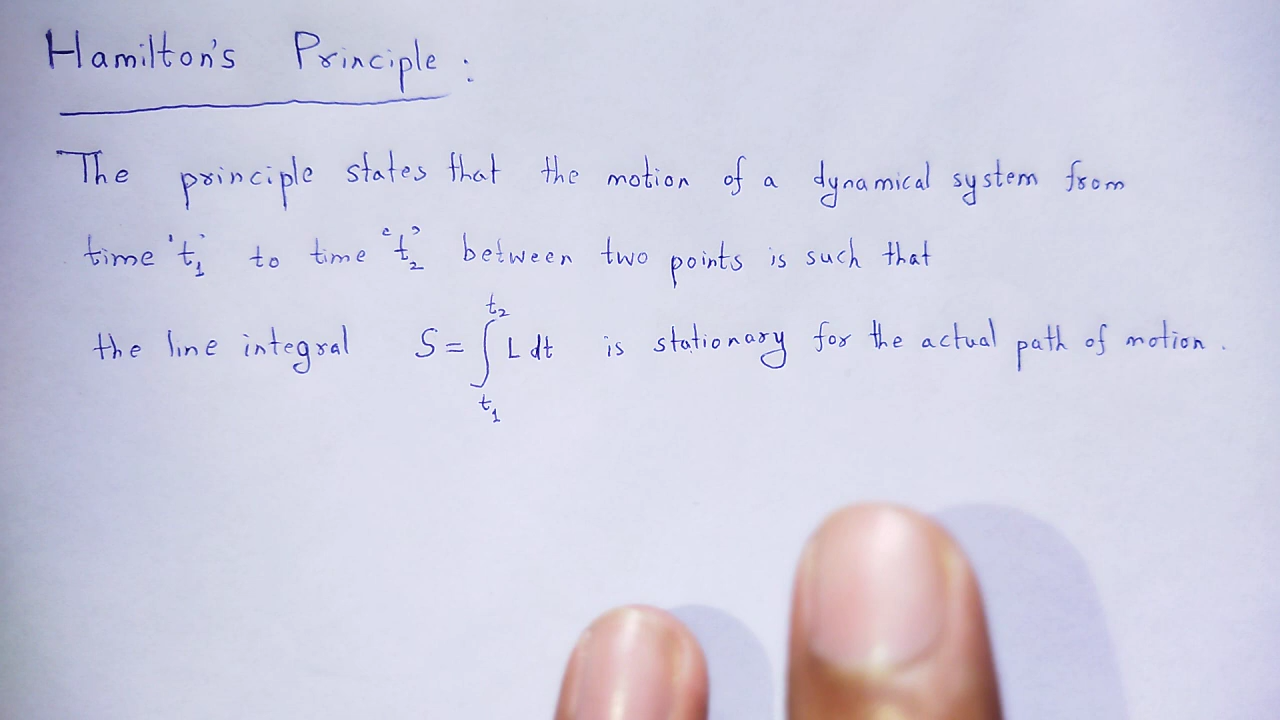 Hamilton's Principle :
The principle states that the motion of a dynamical system from
time 't₁' to time 't₂' between two points is such that
the line integral S = ∫_{t₁}^{t₂} L dt is stationary for the actual path of motion .